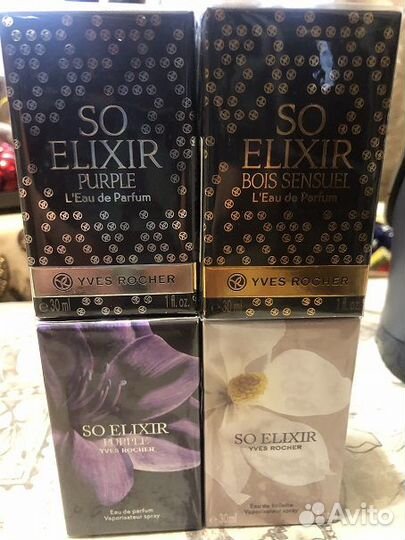 SO
ELIXIR
PURPLE
L'Eau de Parfum
YVES ROCHER
℮ 30 ml 1 fl. oz.
SO
ELIXIR
BOIS SENSUEL
L'Eau de Parfum
YVES ROCHER
℮ 30 ml 1 fl. oz.
SO ELIXIR
PURPLE
YVES ROCHER
Eau de parfum
Vaporisateur spray
SO ELIXIR
YVES ROCHER
Eau de toilette
Vaporisateur spray
℮ 30ml
Avito